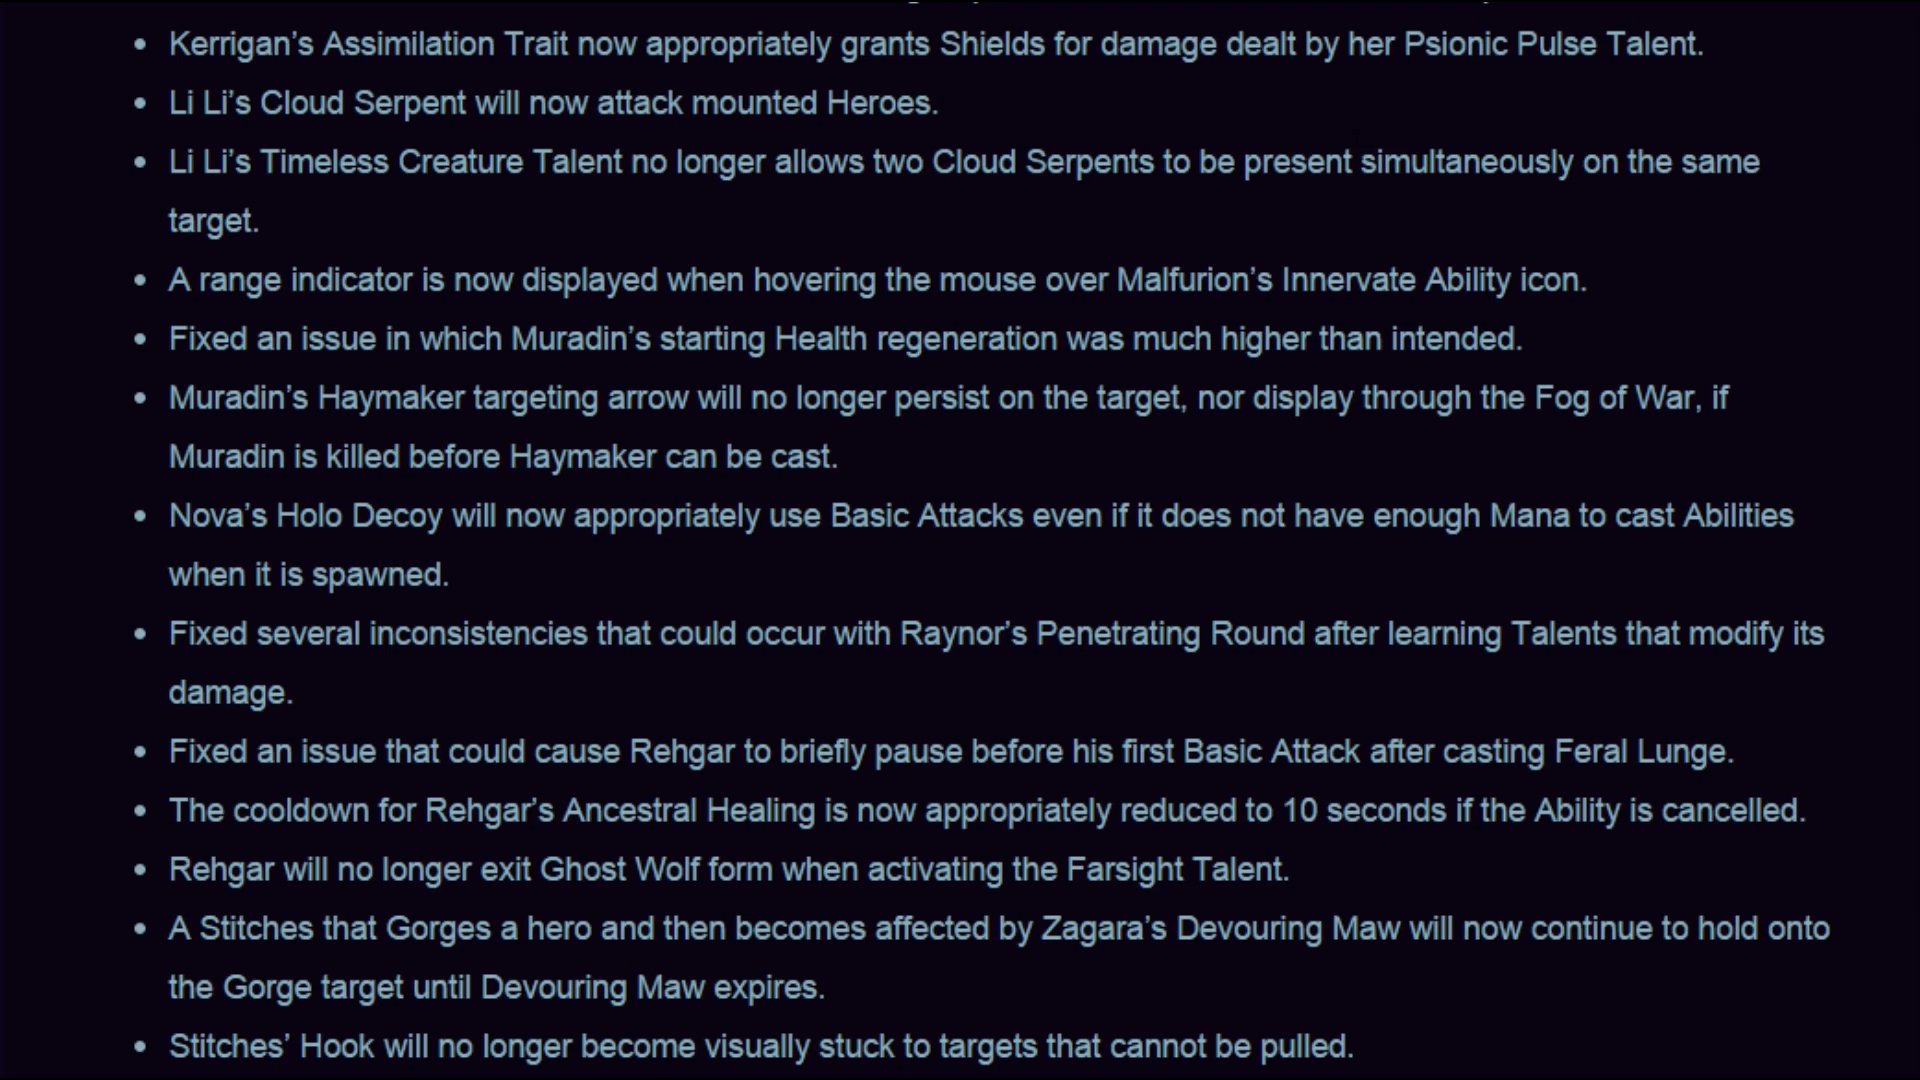 • Kerrigan’s Assimilation Trait now appropriately grants Shields for damage dealt by her Psionic Pulse Talent.
• Li Li’s Cloud Serpent will now attack mounted Heroes.
• Li Li’s Timeless Creature Talent no longer allows two Cloud Serpents to be present simultaneously on the same
target.
• A range indicator is now displayed when hovering the mouse over Malfurion’s Innervate Ability icon.
• Fixed an issue in which Muradin’s starting Health regeneration was much higher than intended.
• Muradin’s Haymaker targeting arrow will no longer persist on the target, nor display through the Fog of War, if
Muradin is killed before Haymaker can be cast.
• Nova’s Holo Decoy will now appropriately use Basic Attacks even if it does not have enough Mana to cast Abilities
when it is spawned.
• Fixed several inconsistencies that could occur with Raynor’s Penetrating Round after learning Talents that modify its
damage.
• Fixed an issue that could cause Rehgar to briefly pause before his first Basic Attack after casting Feral Lunge.
• The cooldown for Rehgar’s Ancestral Healing is now appropriately reduced to 10 seconds if the Ability is cancelled.
• Rehgar will no longer exit Ghost Wolf form when activating the Farsight Talent.
• A Stitches that Gorges a hero and then becomes affected by Zagara’s Devouring Maw will now continue to hold onto
the Gorge target until Devouring Maw expires.
• Stitches’ Hook will no longer become visually stuck to targets that cannot be pulled.